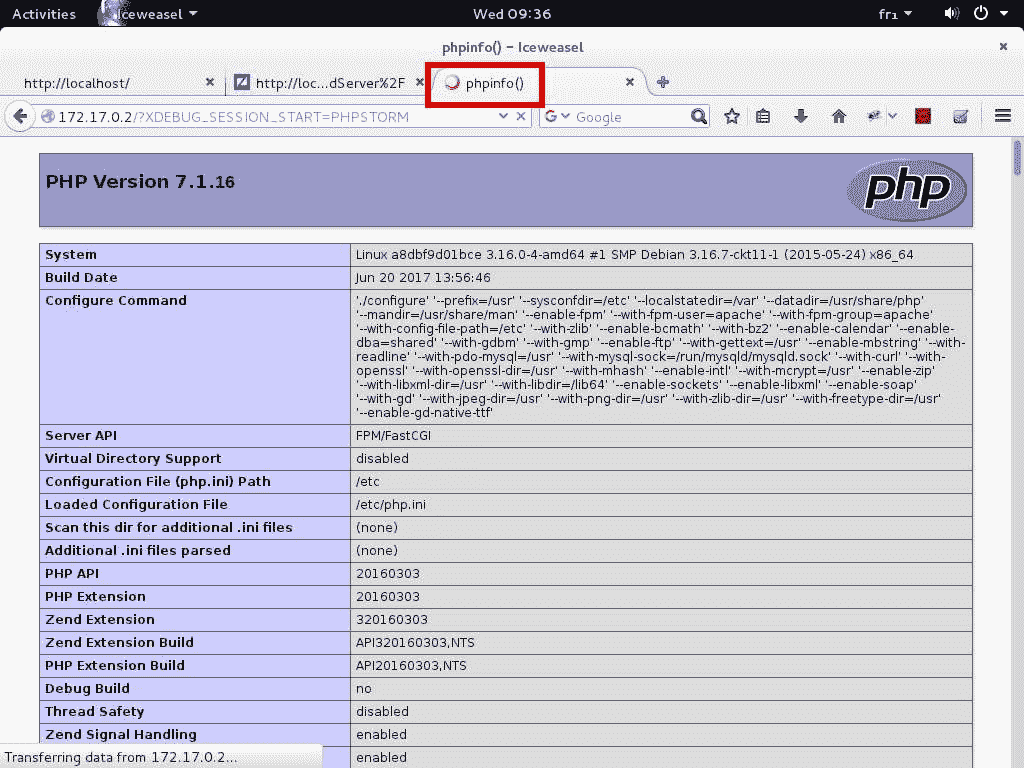 Activities Iceweasel Wed 09:36 fr1
phpinfo() – Iceweasel
http://localhost/ http://loc...dServer%2F phpinfo()
172.17.0.2/?XDEBUG_SESSION_START=PHPSTORM Google
PHP Version 7.1.16
php
System Linux a8dbf9d01bce 3.16.0-4-amd64 #1 SMP Debian 3.16.7-ckt11-1 (2015-05-24) x86_64
Build Date Jun 20 2017 13:56:46
Configure Command './configure' '--prefix=/usr' '--sysconfdir=/etc' '--localstatedir=/var' '--datadir=/usr/share/php'
'--mandir=/usr/share/man' '--enable-fpm' '--with-fpm-user=apache' '--with-fpm-group=apache'
'--with-config-file-path=/etc' '--with-zlib' '--enable-bcmath' '--with-bz2' '--enable-calendar' '--enable-
dba=shared' '--with-gdbm' '--with-gmp' '--enable-ftp' '--with-gettext=/usr' '--enable-mbstring' '--with-
readline' '--with-pdo-mysql=/usr' '--with-mysql-sock=/run/mysqld/mysqld.sock' '--with-curl' '--with-
openssl' '--with-openssl-dir=/usr' '--with-mhash' '--enable-intl' '--with-mcrypt=/usr' '--enable-zip'
'--with-libxml-dir=/usr' '--with-libdir=/lib64' '--enable-sockets' '--enable-libxml' '--enable-soap'
'--with-gd' '--with-jpeg-dir=/usr' '--with-png-dir=/usr' '--with-zlib-dir=/usr' '--with-freetype-dir=/usr'
'--enable-gd-native-ttf'
Server API FPM/FastCGI
Virtual Directory Support disabled
Configuration File (php.ini) Path /etc
Loaded Configuration File /etc/php.ini
Scan this dir for additional .ini files (none)
Additional .ini files parsed (none)
PHP API 20160303
PHP Extension 20160303
Zend Extension 320160303
Zend Extension Build API320160303,NTS
PHP Extension Build API20160303,NTS
Debug Build no
Thread Safety disabled
Zend Signal Handling enabled
Transferring data from 172.17.0.2... enabled